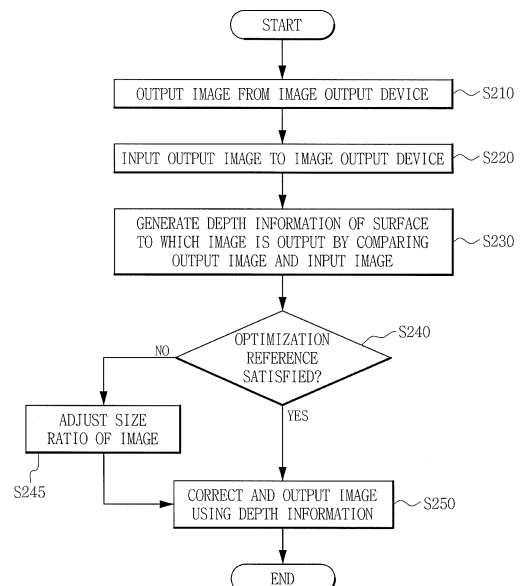 START
OUTPUT IMAGE FROM IMAGE OUTPUT DEVICE
S210
INPUT OUTPUT IMAGE TO IMAGE OUTPUT DEVICE
S220
GENERATE DEPTH INFORMATION OF SURFACE
TO WHICH IMAGE IS OUTPUT BY COMPARING
OUTPUT IMAGE AND INPUT IMAGE
S230
OPTIMIZATION
REFERENCE
SATISFIED?
S240
NO
YES
ADJUST SIZE
RATIO OF IMAGE
S245
CORRECT AND OUTPUT IMAGE
USING DEPTH INFORMATION
S250
END